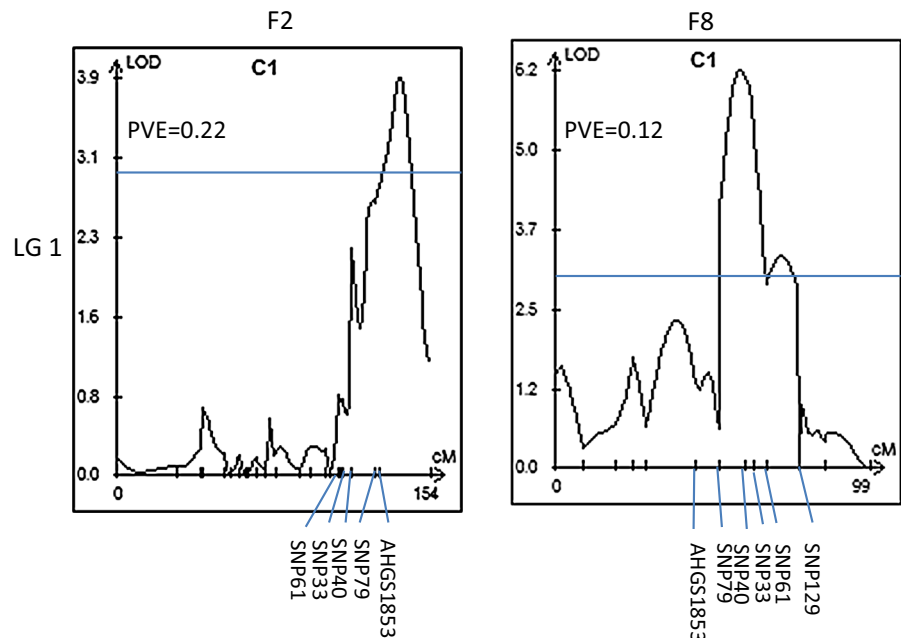 F2
F8
LOD
C1
3.9
3.1
2.3
1.6
0.8
0.0
PVE=0.22
LG 1
cM
0
154
SNP61
SNP33
SNP40
SNP79
AHGS1853
LOD
C1
6.2
5.0
3.7
2.5
1.2
0.0
PVE=0.12
cM
0
99
AHGS1853
SNP79
SNP40
SNP33
SNP61
SNP129